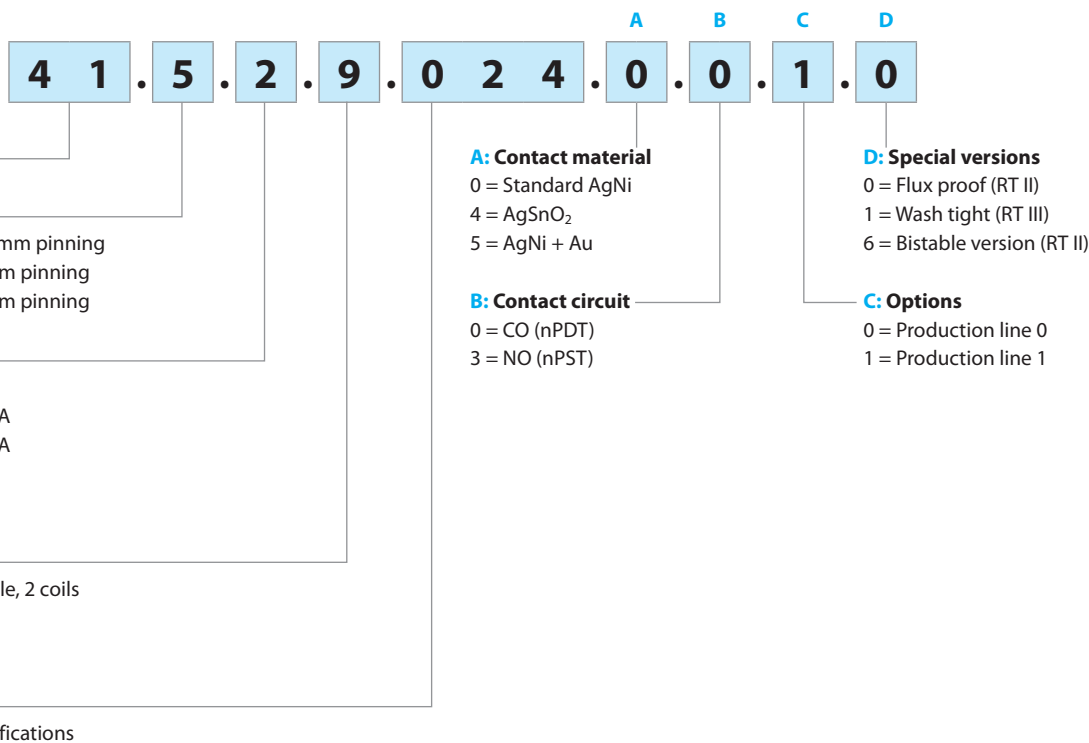 A B C D
4 1 . 5 . 2 . 9 . 0 2 4 . 0 . 0 . 1 . 0
A: Contact material
0 = Standard AgNi
4 = AgSnO₂
5 = AgNi + Au
B: Contact circuit
0 = CO (nPDT)
3 = NO (nPST)
D: Special versions
0 = Flux proof (RT II)
1 = Wash tight (RT III)
6 = Bistable version (RT II)
C: Options
0 = Production line 0
1 = Production line 1
mm pinning
m pinning
m pinning
A
A
le, 2 coils
fications